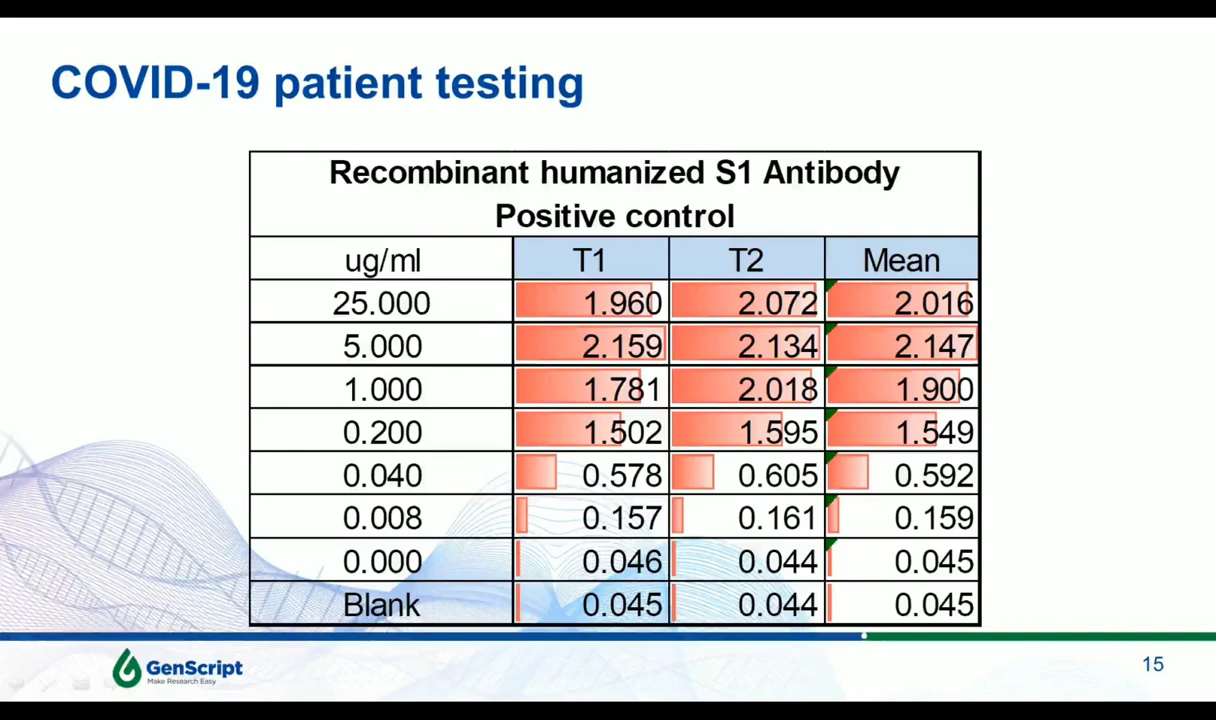 COVID-19 patient testing
Recombinant humanized S1 Antibody
Positive control
ug/ml T1 T2 Mean
25.000 1.960 2.072 2.016
5.000 2.159 2.134 2.147
1.000 1.781 2.018 1.900
0.200 1.502 1.595 1.549
0.040 0.578 0.605 0.592
0.008 0.157 0.161 0.159
0.000 0.046 0.044 0.045
Blank 0.045 0.044 0.045
GenScript
Make Research Easy
15